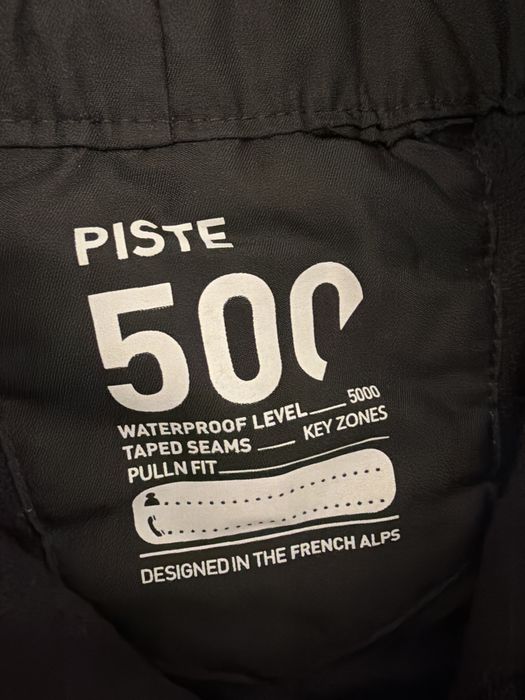 PISTE
500
WATERPROOF LEVEL 5000
TAPED SEAMS KEY ZONES
PULLN FIT
DESIGNED IN THE FRENCH ALPS